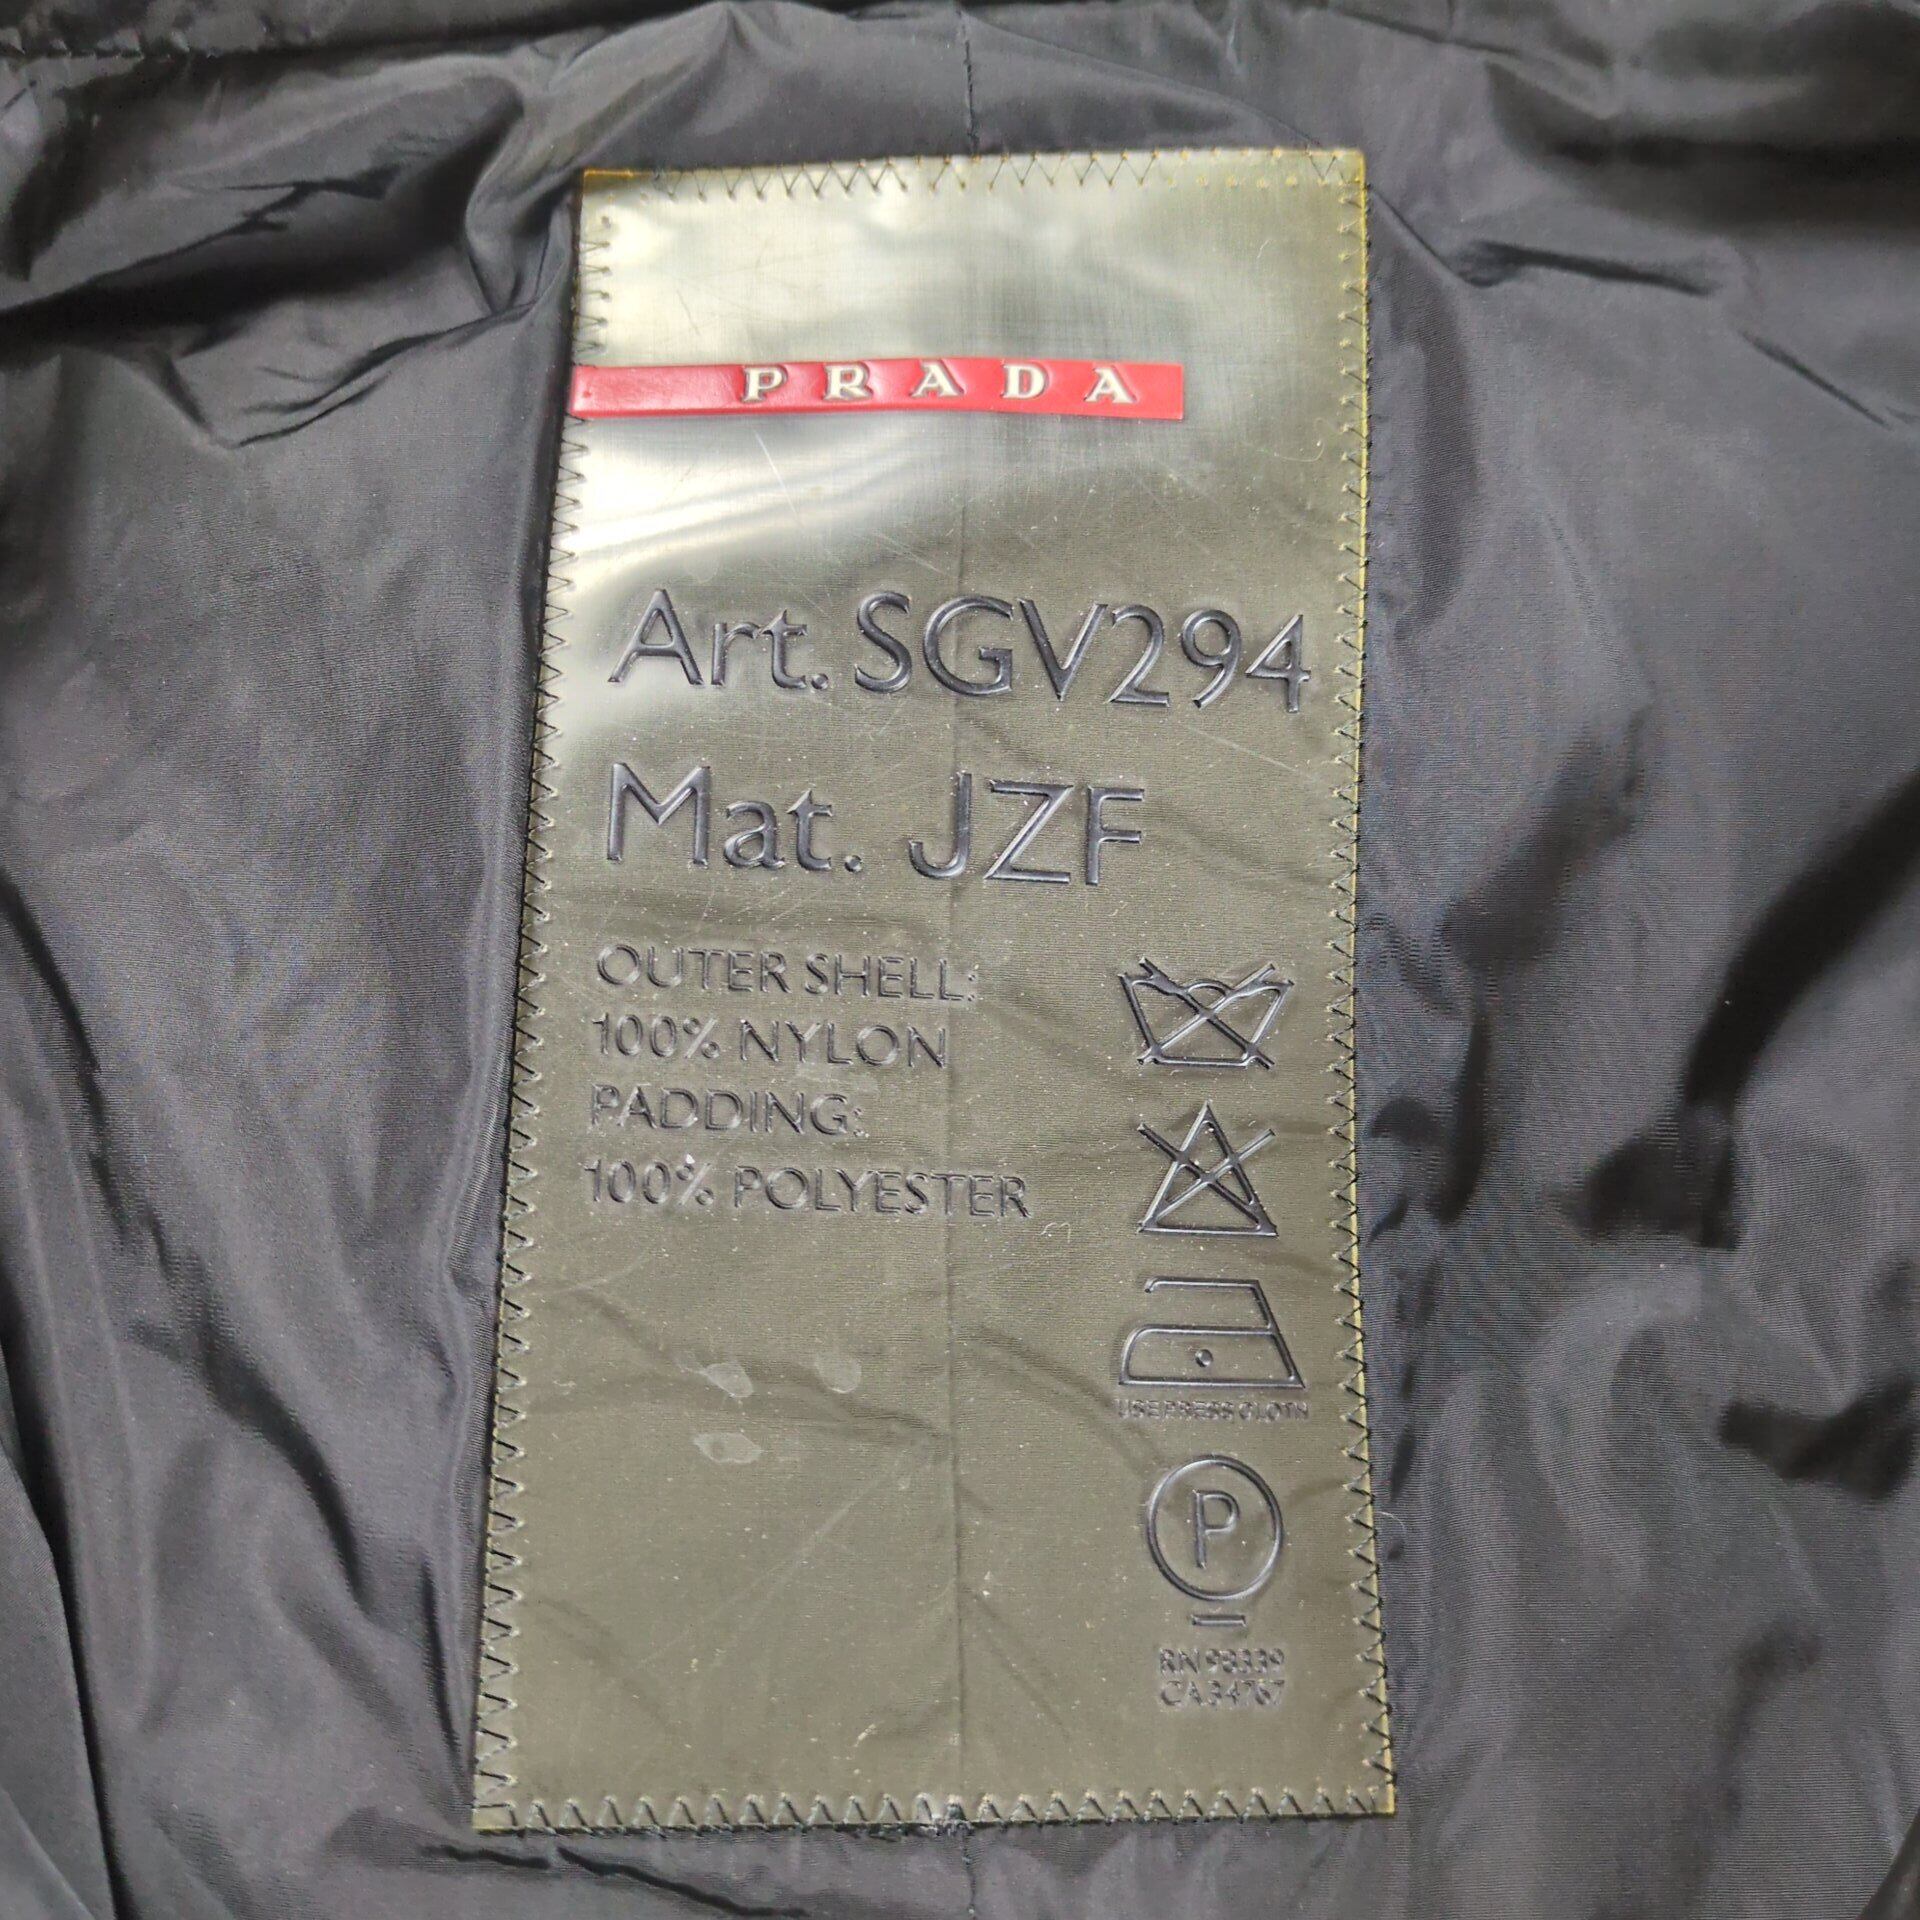 PRADA
Art. SGV294
Mat. JZF
OUTER SHELL:
100% NYLON
PADDING:
100% POLYESTER
USE PRESS CLOTH
P
RN 98339
CA 34767